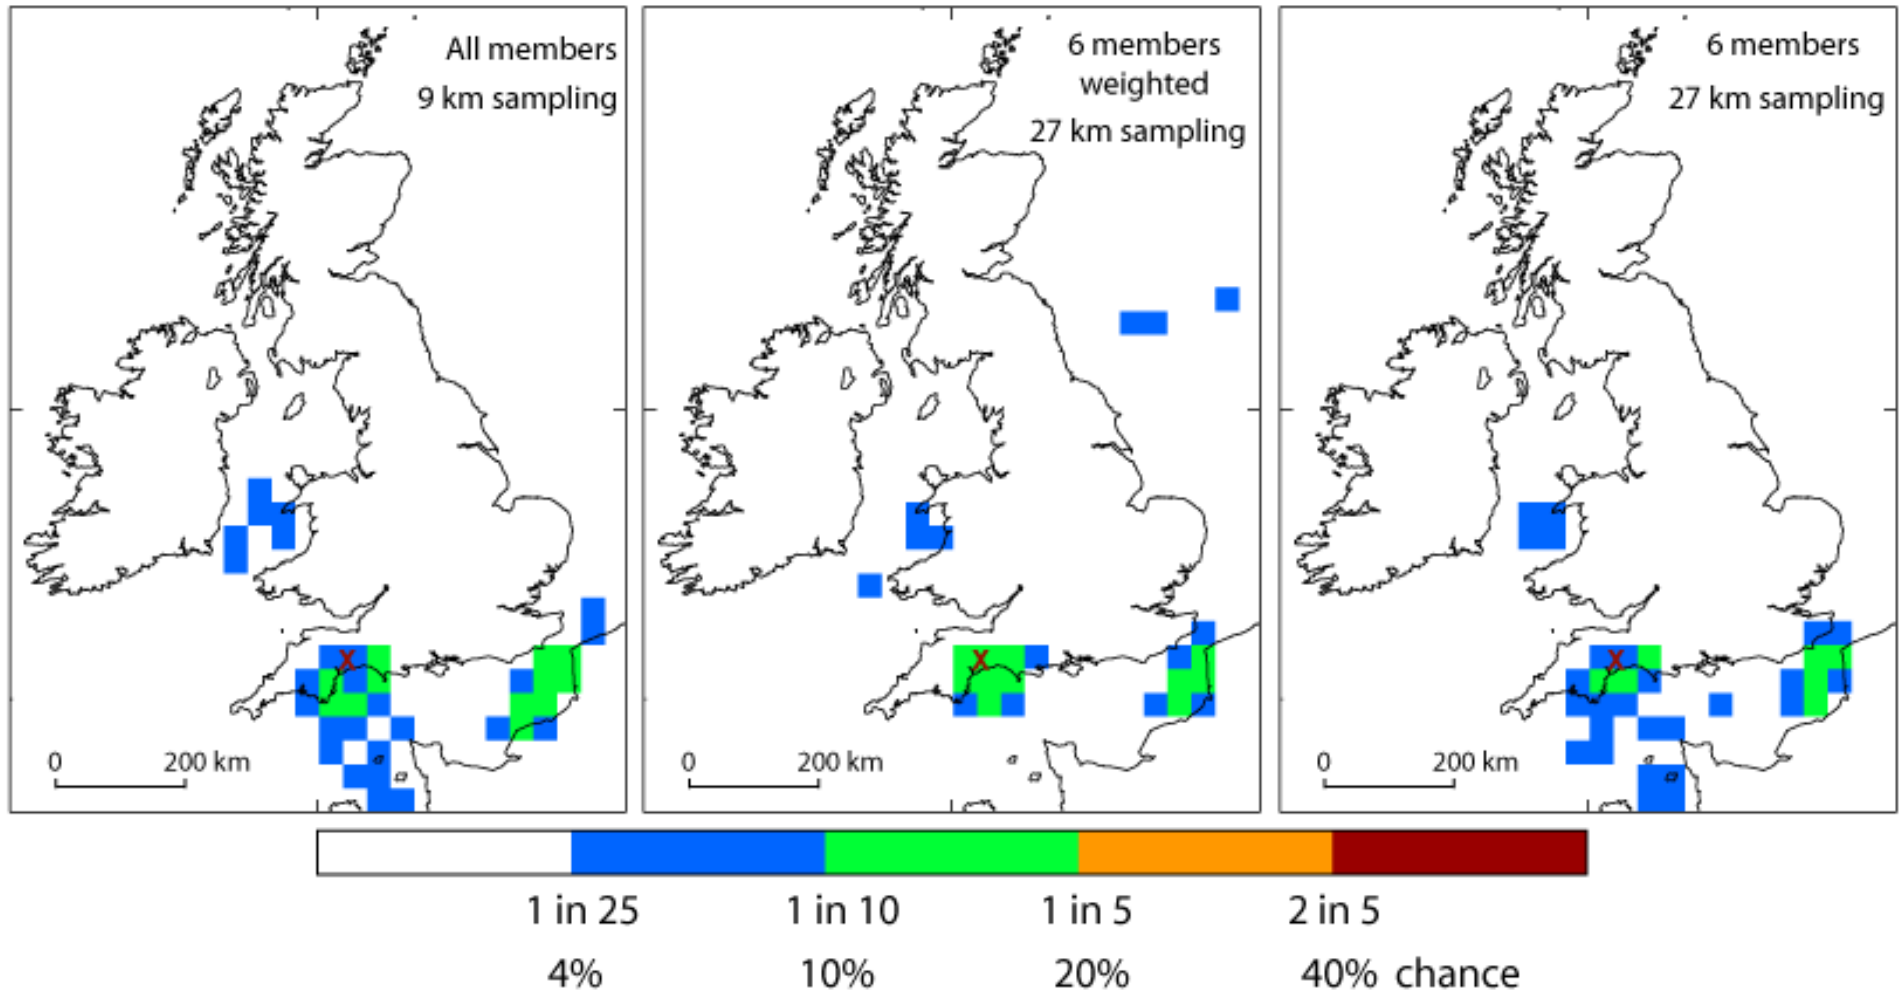 All members
9 km sampling
6 members
weighted
27 km sampling
6 members
27 km sampling
X
X
X
0 200 km
0 200 km
0 200 km
1 in 25 1 in 10 1 in 5 2 in 5
4% 10% 20% 40% chance